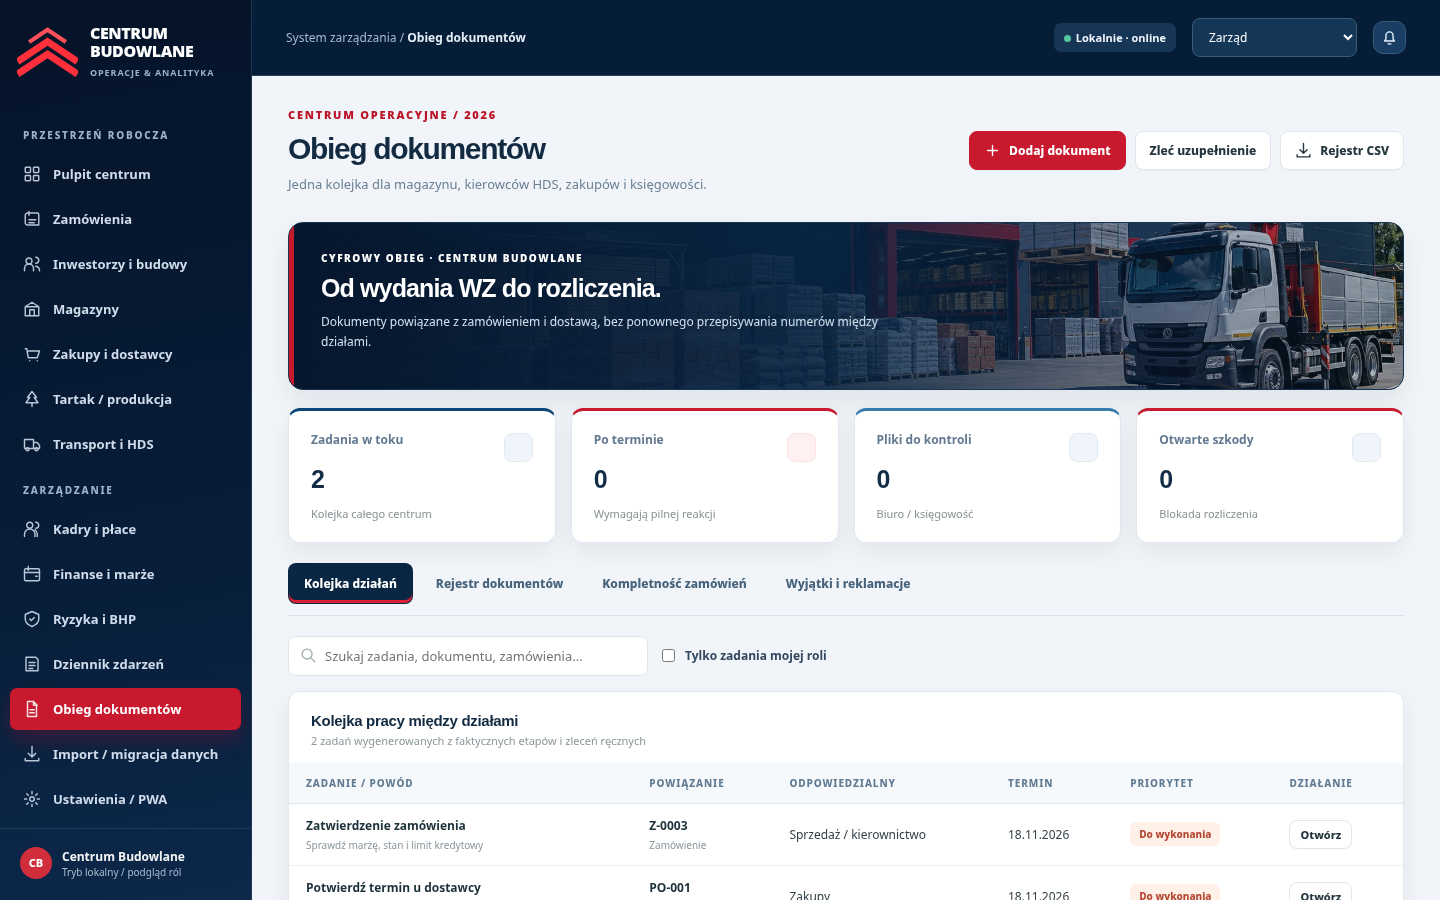 CENTRUM
BUDOWLANE
OPERACJE & ANALITYKA
PRZESTRZEŃ ROBOCZA
Pulpit centrum
Zamówienia
Inwestorzy i budowy
Magazyny
Zakupy i dostawcy
Tartak / produkcja
Transport i HDS
ZARZĄDZANIE
Kadry i płace
Finanse i marże
Ryzyka i BHP
Dziennik zdarzeń
Obieg dokumentów
Import / migracja danych
Ustawienia / PWA
CB
Centrum Budowlane
Tryb lokalny / podgląd ról
System zarządzania / Obieg dokumentów
Lokalnie · online
Zarząd
CENTRUM OPERACYJNE / 2026
Obieg dokumentów
Jedna kolejka dla magazynu, kierowców HDS, zakupów i księgowości.
Dodaj dokument
Zleć uzupełnienie
Rejestr CSV
CYFROWY OBIEG · CENTRUM BUDOWLANE
Od wydania WZ do rozliczenia.
Dokumenty powiązane z zamówieniem i dostawą, bez ponownego przepisywania numerów między
działami.
Zadania w toku
2
Kolejka całego centrum
Po terminie
0
Wymagają pilnej reakcji
Pliki do kontroli
0
Biuro / księgowość
Otwarte szkody
0
Blokada rozliczenia
Kolejka działań
Rejestr dokumentów
Kompletność zamówień
Wyjątki i reklamacje
Szukaj zadania, dokumentu, zamówienia...
Tylko zadania mojej roli
Kolejka pracy między działami
2 zadań wygenerowanych z faktycznych etapów i zleceń ręcznych
ZADANIE / POWÓD POWIĄZANIE ODPOWIEDZIALNY TERMIN PRIORYTET DZIAŁANIE
Zatwierdzenie zamówienia Z-0003 Sprzedaż / kierownictwo 18.11.2026 Do wykonania Otwórz
Sprawdź marżę, stan i limit kredytowy Zamówienie
Potwierdź termin u dostawcy PO-001 Zakupy 18.11.2026 Do wykonania Otwórz